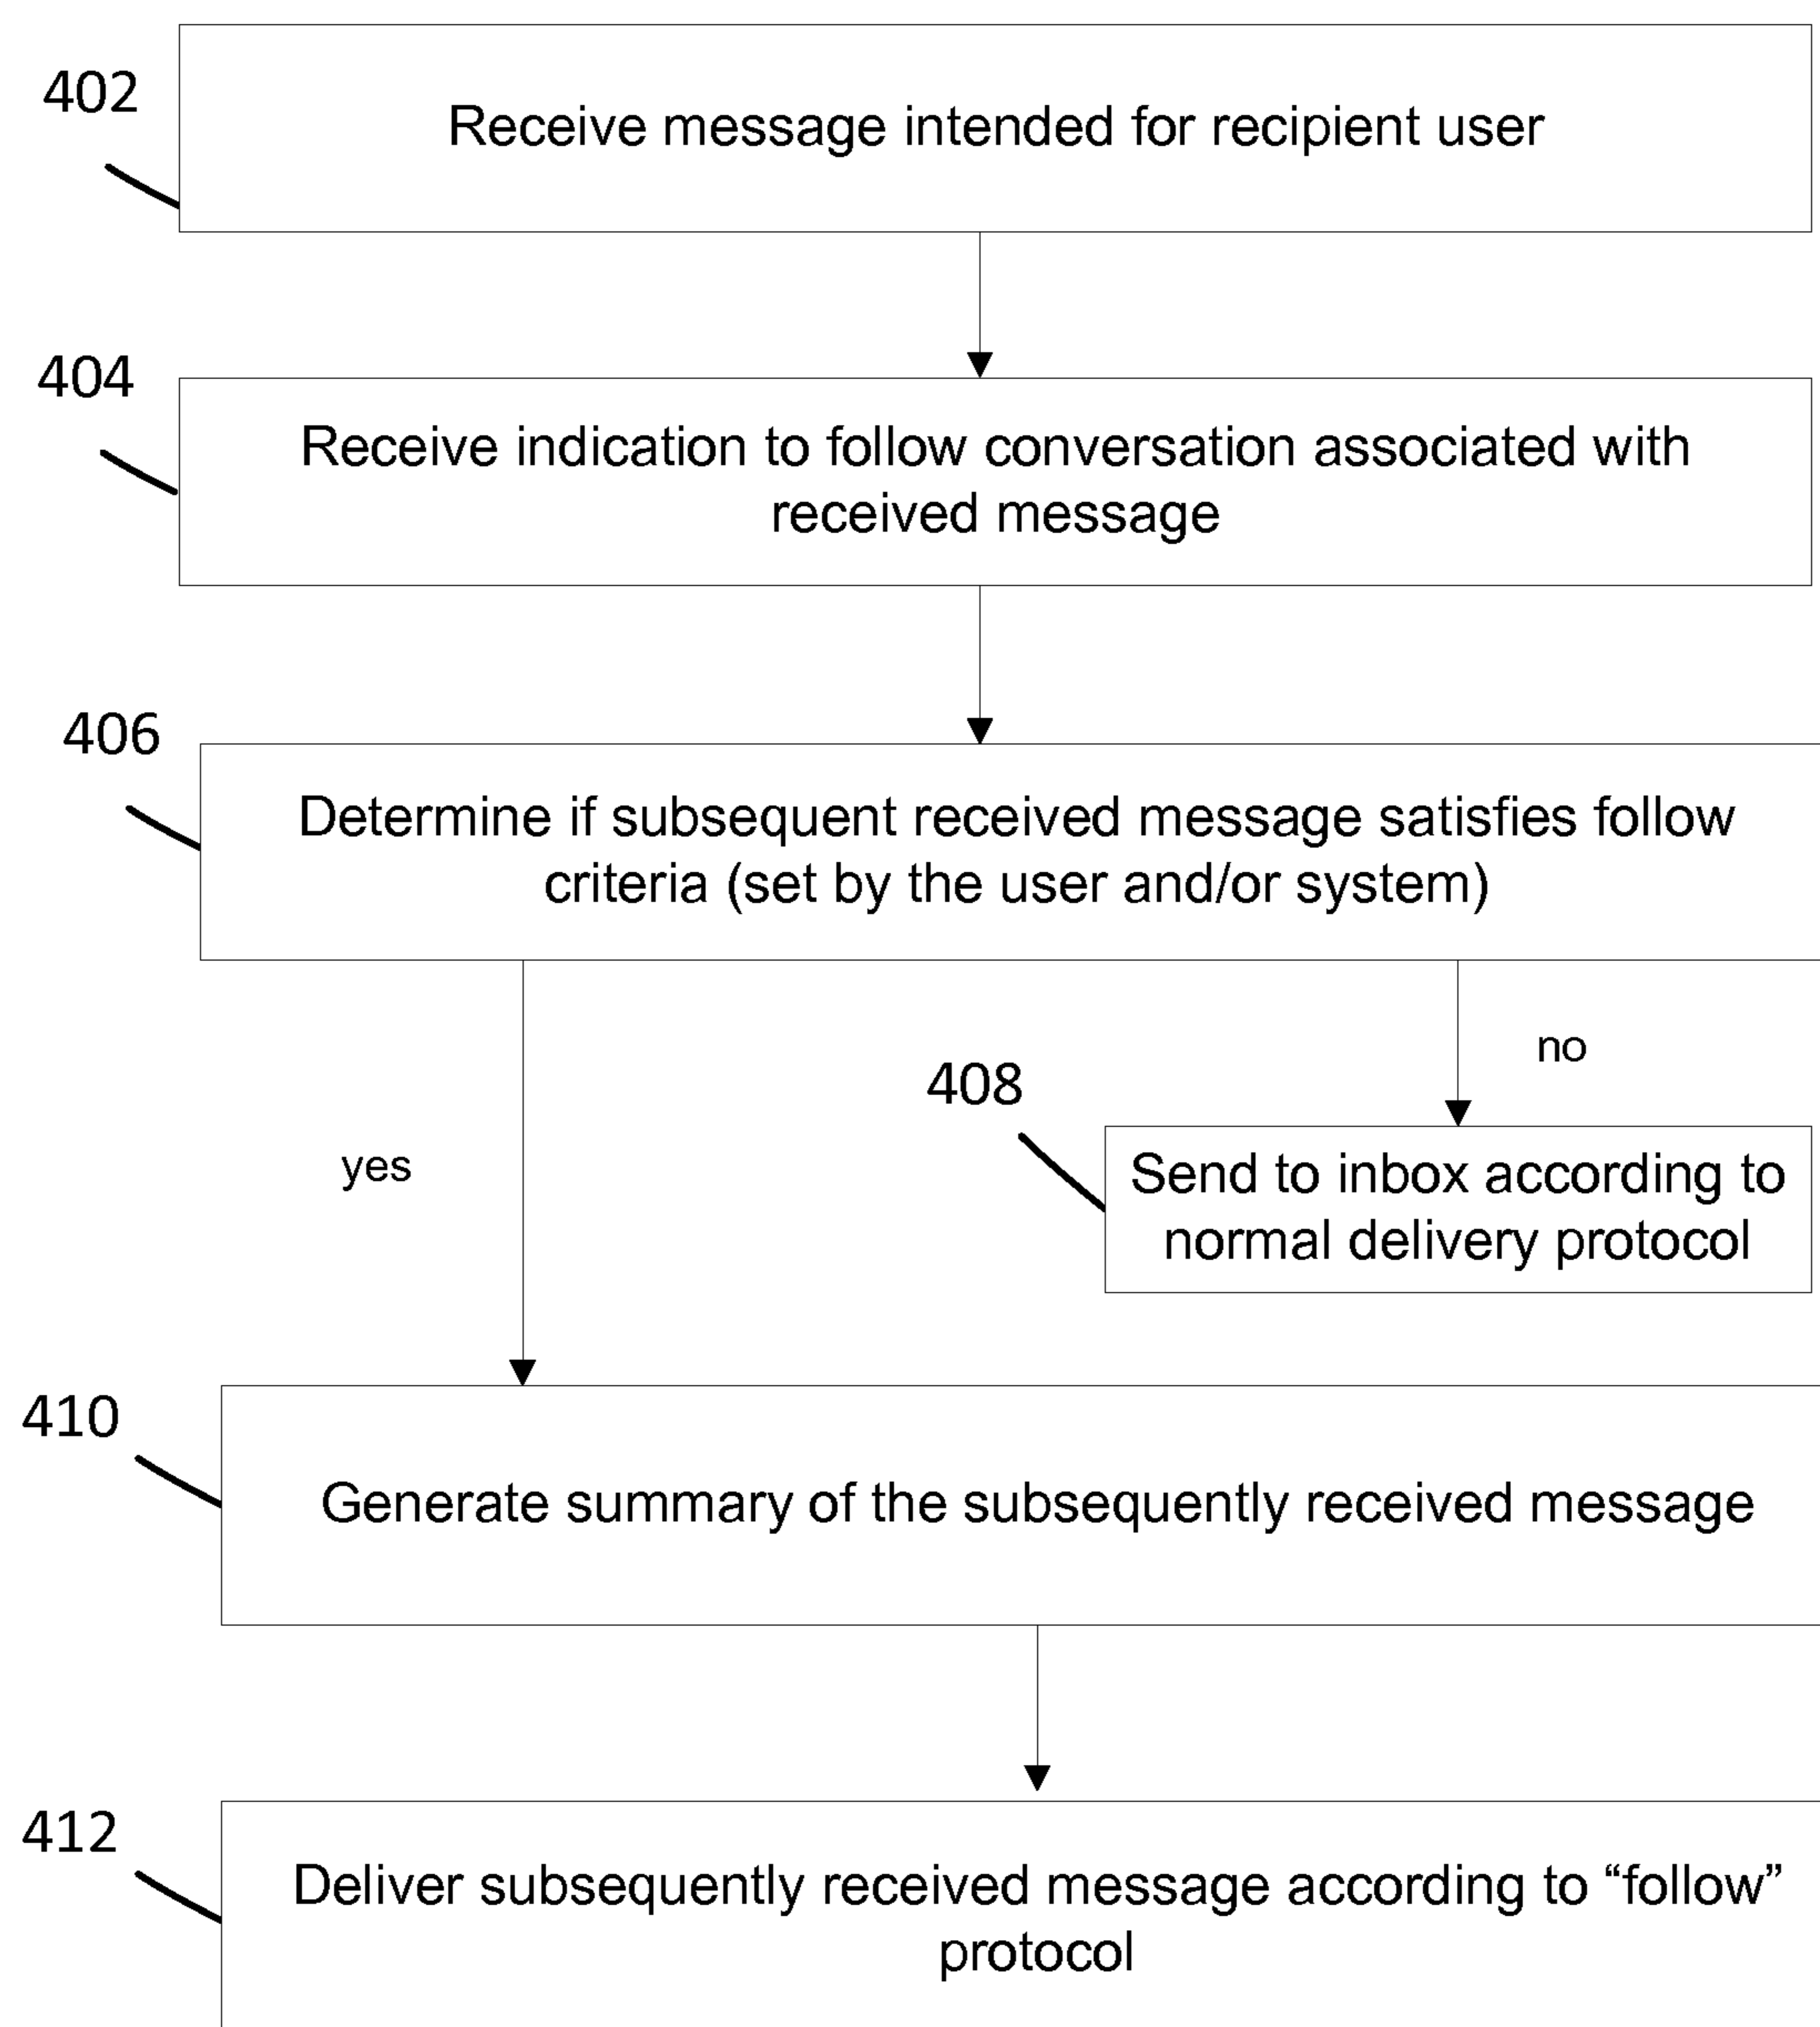 402
Receive message intended for recipient user
404
Receive indication to follow conversation associated with
received message
406
Determine if subsequent received message satisfies follow
criteria (set by the user and/or system)
no
408
yes
Send to inbox according to
normal delivery protocol
410
Generate summary of the subsequently received message
412
Deliver subsequently received message according to “follow”
protocol